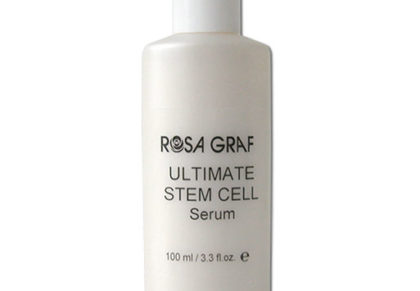 ROSA GRAF
ULTIMATE
STEM CELL
Serum
100 ml / 3.3 fl.oz. ℮